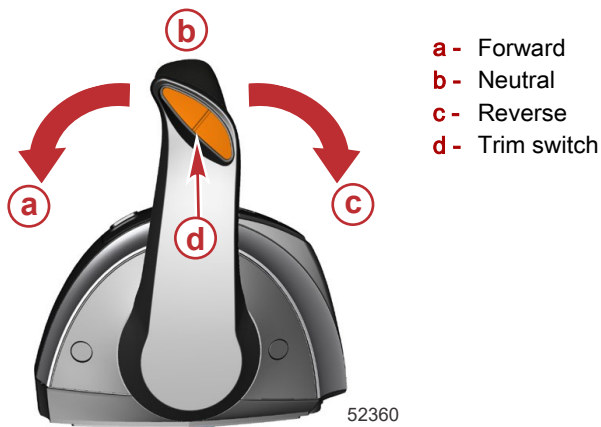 b
a
c
d
a - Forward
b - Neutral
c - Reverse
d - Trim switch
52360